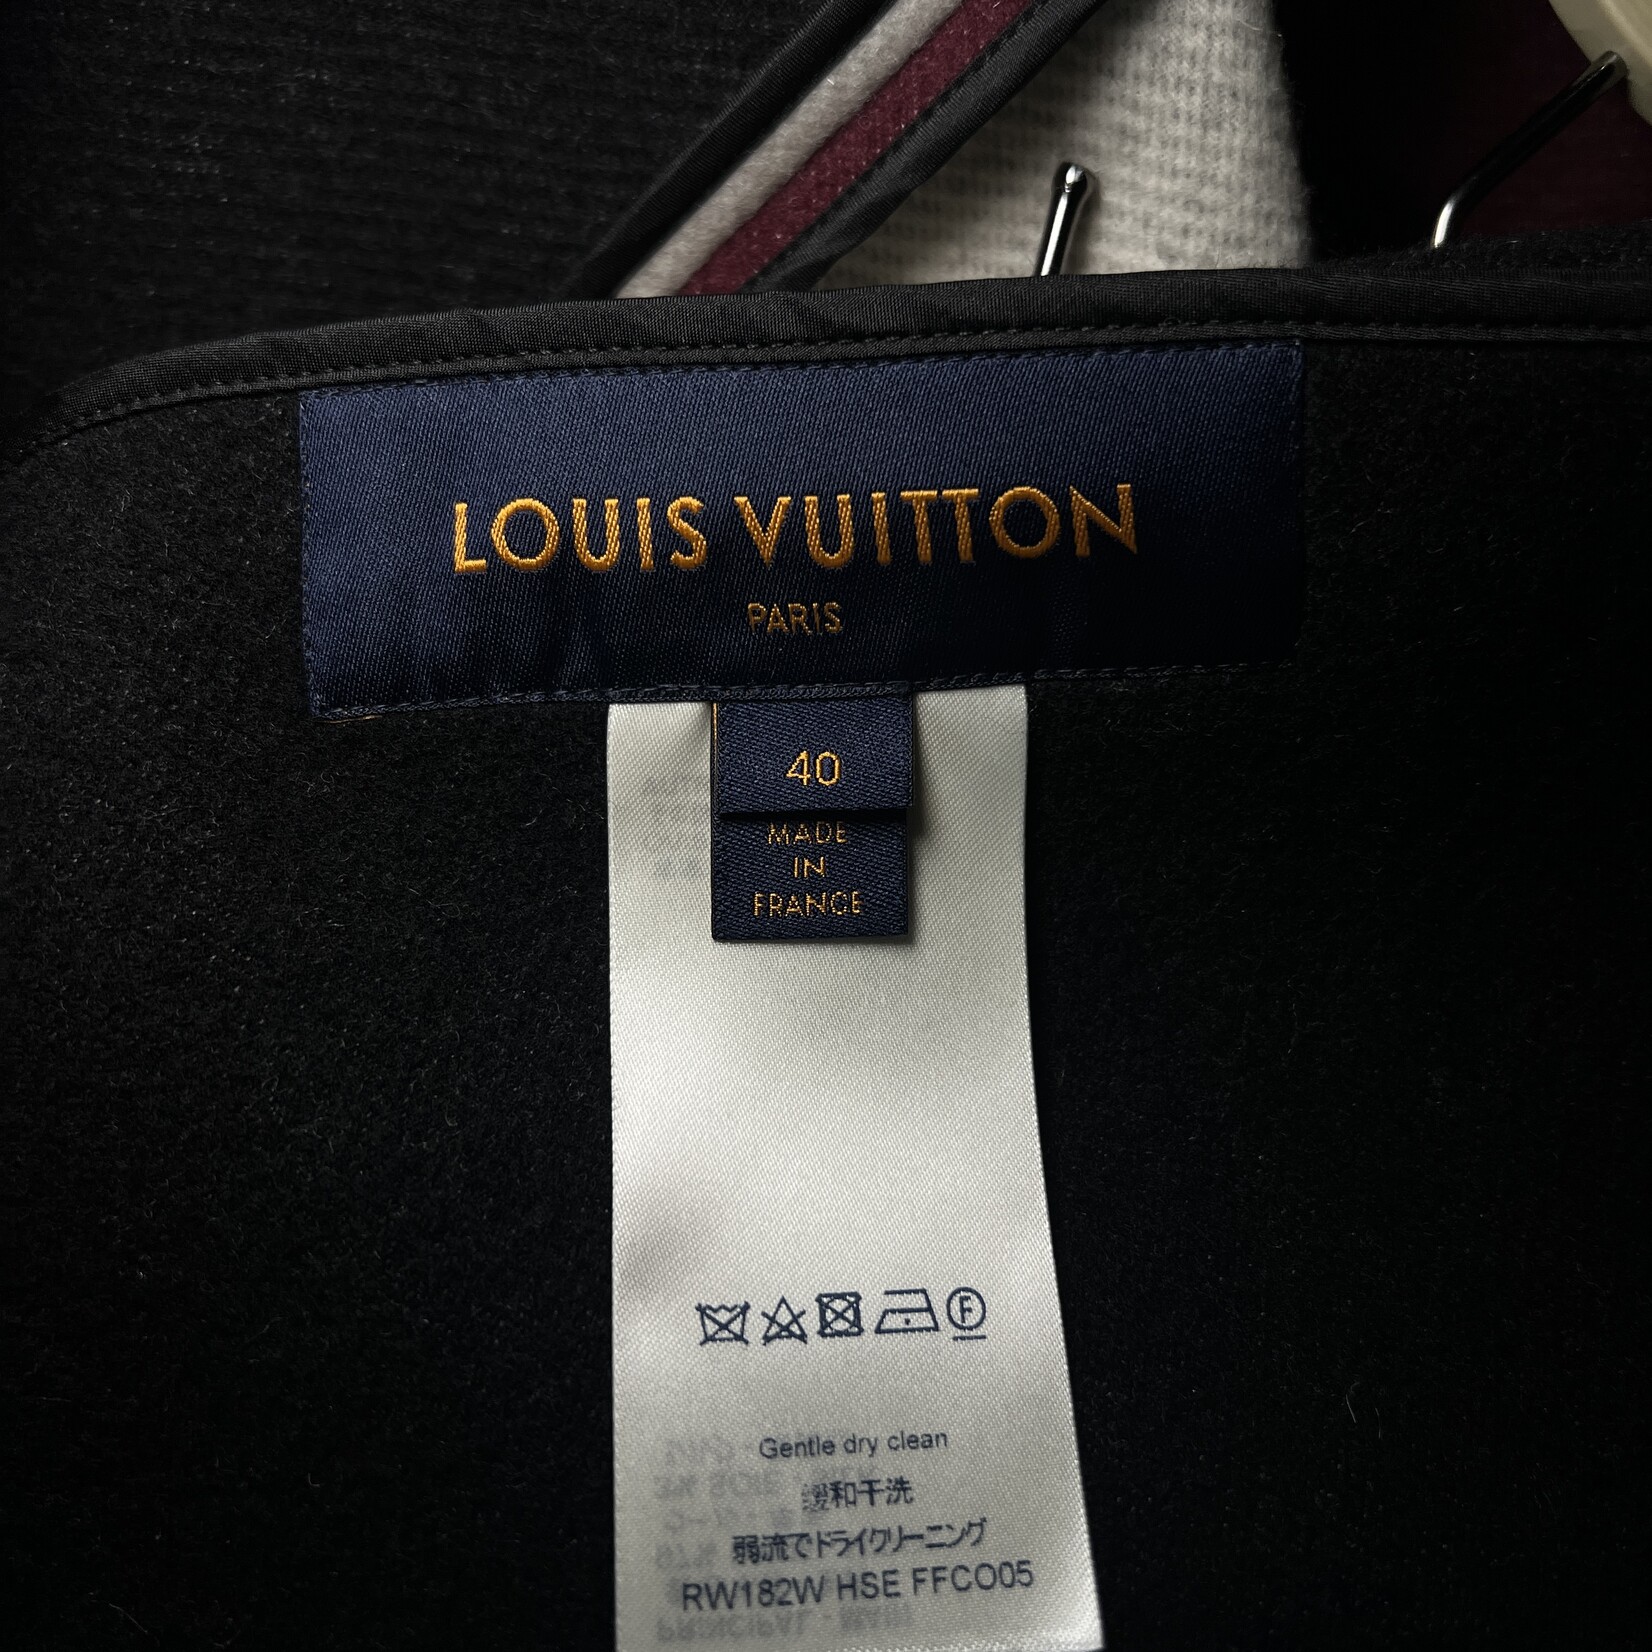 LOUIS VUITTON
PARIS
40
MADE
IN
FRANCE
F
Gentle dry clean
缓和干洗
弱流でドライクリーニング
RW182W HSE FFCO05